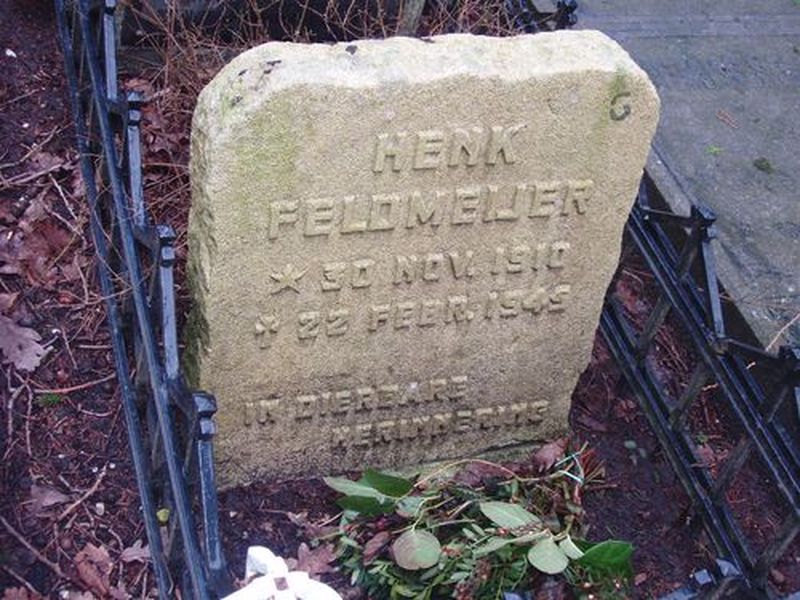 HENK
FELDMEIJER
* 30 NOV. 1910
† 22 FEBR. 1945
IN DIERBARE
HERINNERING